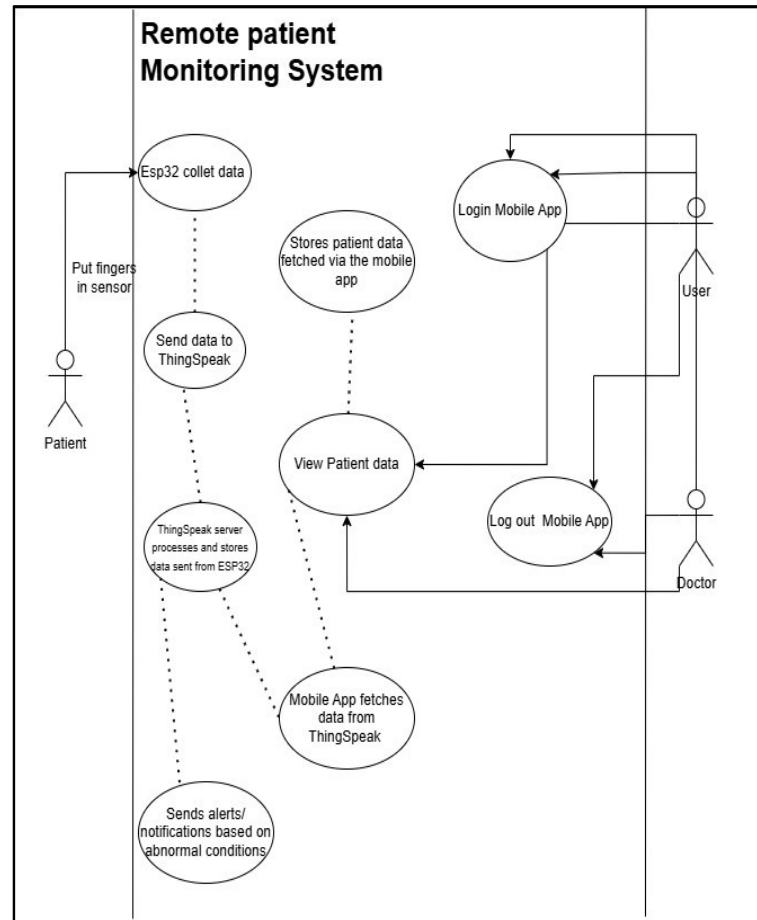 Remote patient
Monitoring System
Esp32 collet data
Login Mobile App
Stores patient data
fetched via the mobile
app
Put fingers
in sensor
User
Send data to
ThingSpeak
Patient
View Patient data
Log out Mobile App
ThingSpeak server
processes and stores
data sent from ESP32
Doctor
Mobile App fetches
data from
ThingSpeak
Sends alerts/
notifications based on
abnormal conditions